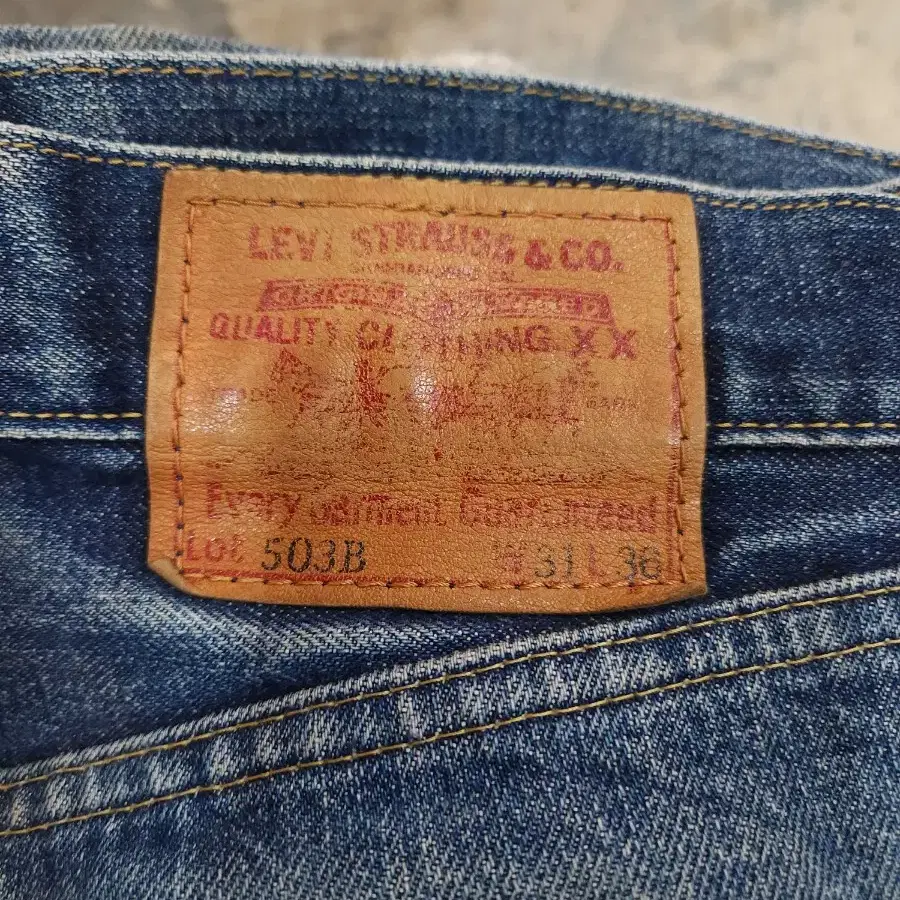 LEVI STRAUSS & CO.
QUALITY CLOTHING XX
Every garment Guaranteed
Lot 503B W 31 L 36